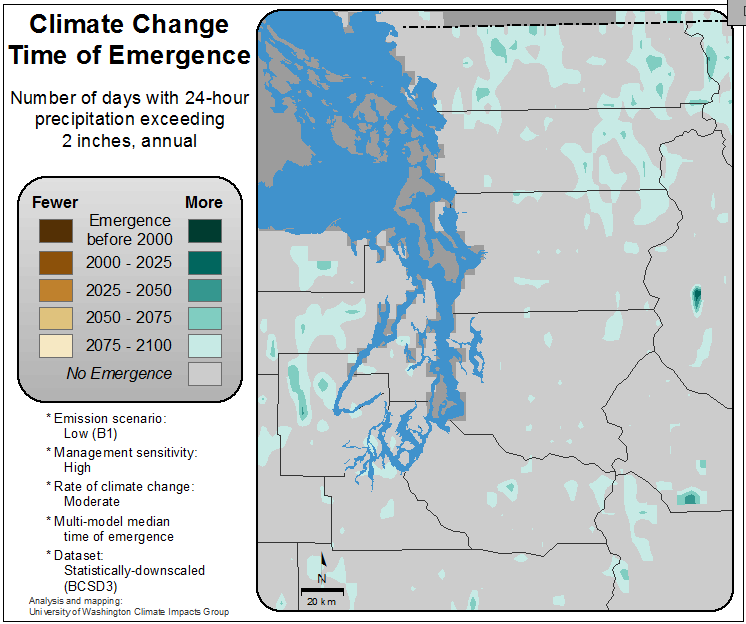 Climate Change
Time of Emergence
Number of days with 24-hour
precipitation exceeding
2 inches, annual
Fewer More
Emergence
before 2000
2000 - 2025
2025 - 2050
2050 - 2075
2075 - 2100
No Emergence
* Emission scenario:
Low (B1)
* Management sensitivity:
High
* Rate of climate change:
Moderate
* Multi-model median
time of emergence
* Dataset:
Statistically-downscaled
(BCSD3)
Analysis and mapping:
University of Washington Climate Impacts Group
N
20 km